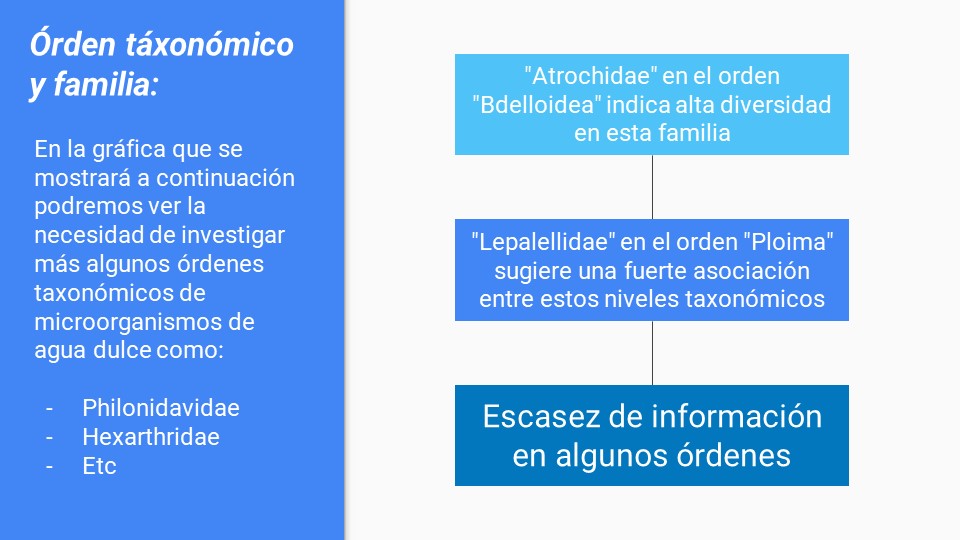 Órden táxonómico
y familia:
En la gráfica que se
mostrará a continuación
podremos ver la
necesidad de investigar
más algunos órdenes
taxonómicos de
microorganismos de
agua dulce como:
- Philonidavidae
- Hexarthridae
- Etc
"Atrochidae" en el orden
"Bdelloidea" indica alta diversidad
en esta familia
"Lepalellidae" en el orden "Ploima"
sugiere una fuerte asociación
entre estos niveles taxonómicos
Escasez de información
en algunos órdenes